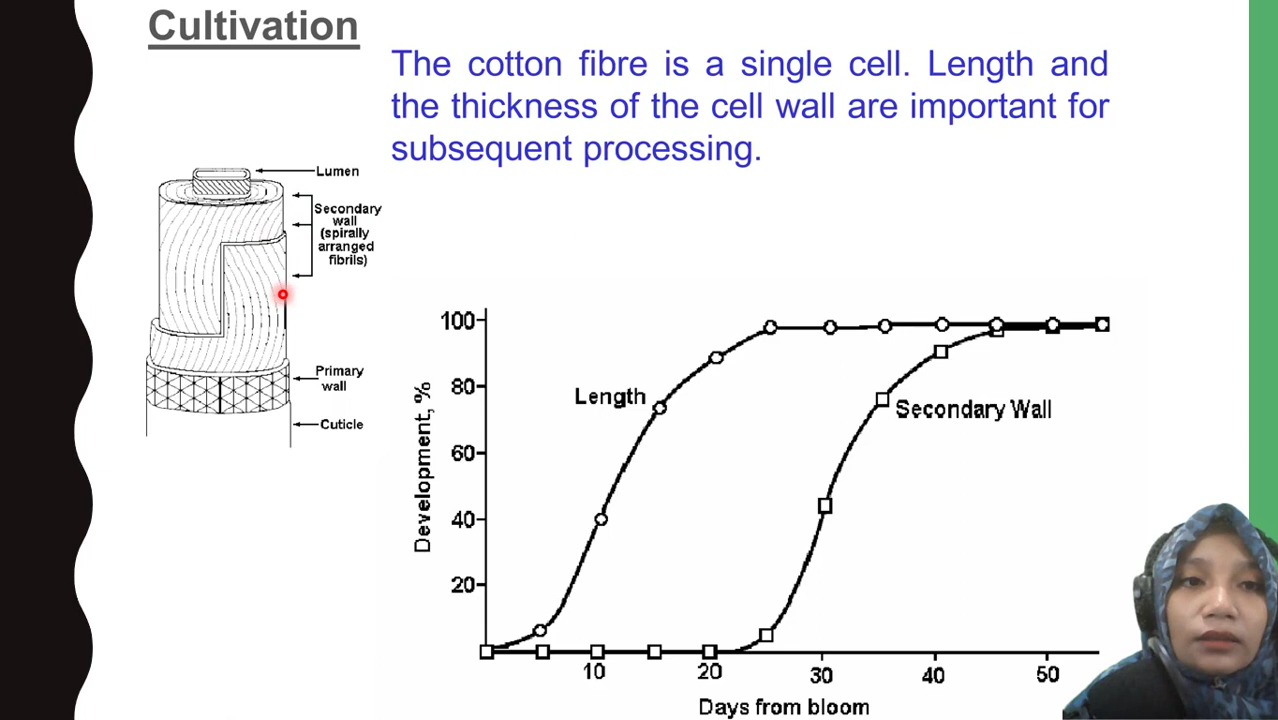 Cultivation
The cotton fibre is a single cell. Length and
the thickness of the cell wall are important for
subsequent processing.
Lumen
Secondary
wall
(spirally
arranged
fibrils)
Primary
wall
Cuticle
Development, %
100
80
60
40
20
Length
Secondary Wall
10
20
30
40
50
Days from bloom